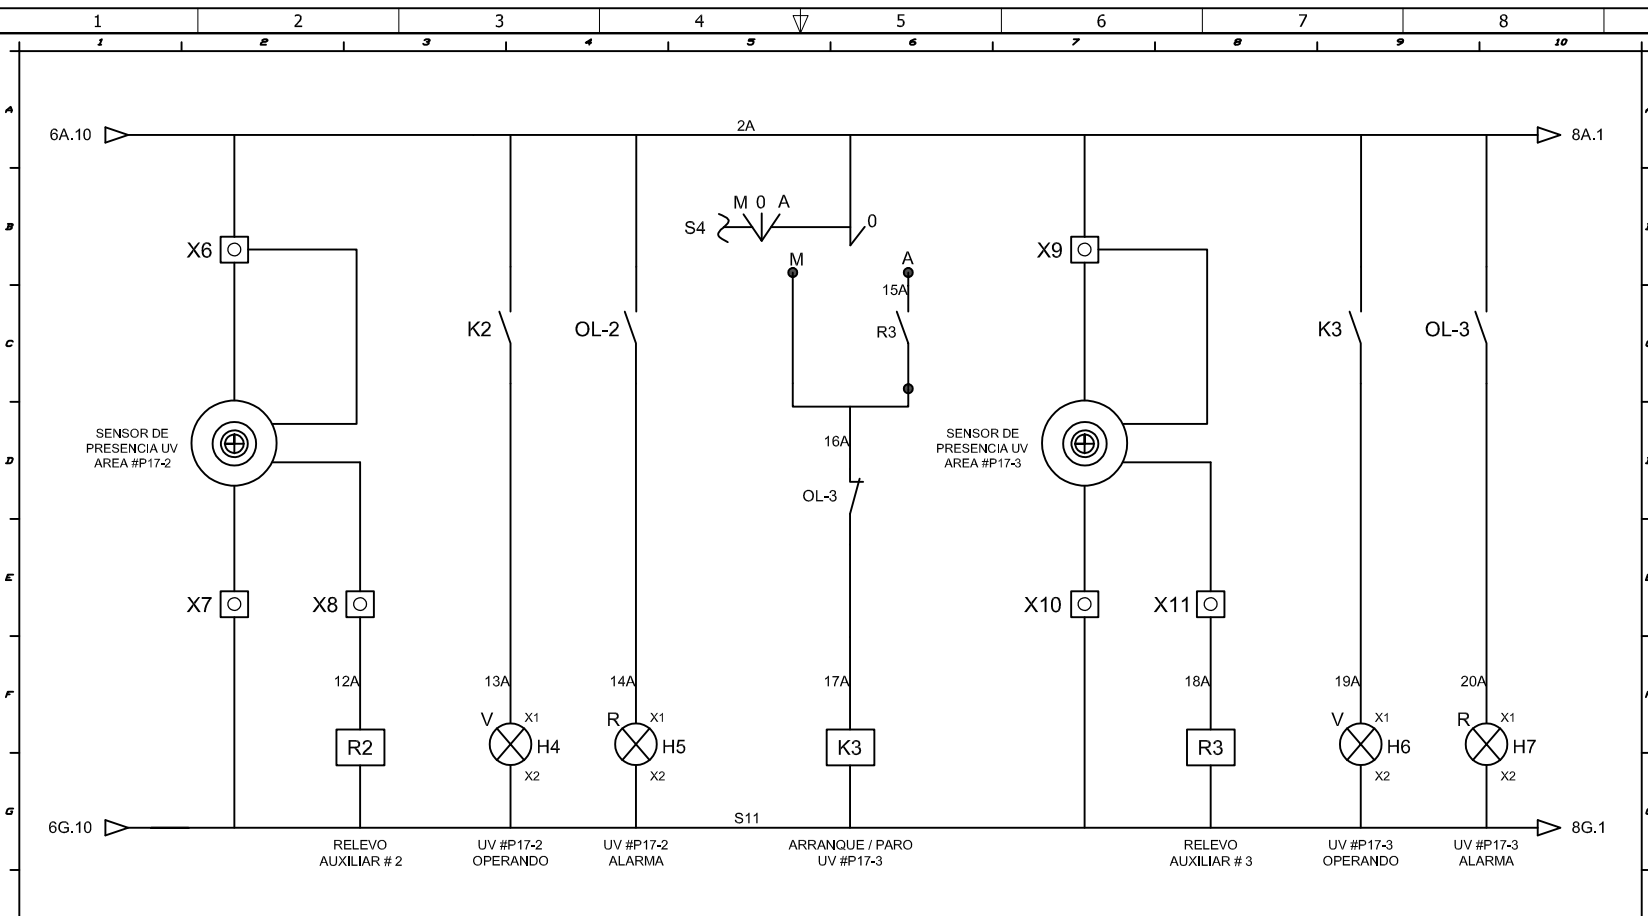 1 2 3 4 5 6 7 8
1 2 3 4 5 6 7 8 9 10
A
6A.10 2A 8A.1
M 0 A
B
S4 0
X6 X9
M A
15A
K2 OL-2 R3 K3 OL-3
C
SENSOR DE
PRESENCIA UV
AREA #P17-2
16A
SENSOR DE
PRESENCIA UV
AREA #P17-3
D
OL-3
E
X7 X8 X10 X11
12A 13A 14A 17A 18A 19A 20A
F
V X1 R X1 V X1 R X1
R2 H4 H5 K3 R3 H6 H7
X2 X2 X2 X2
G
6G.10 S11 8G.1
RELEVO
AUXILIAR # 2
UV #P17-2
OPERANDO
UV #P17-2
ALARMA
ARRANQUE / PARO
UV #P17-3
RELEVO
AUXILIAR # 3
UV #P17-3
OPERANDO
UV #P17-3
ALARMA